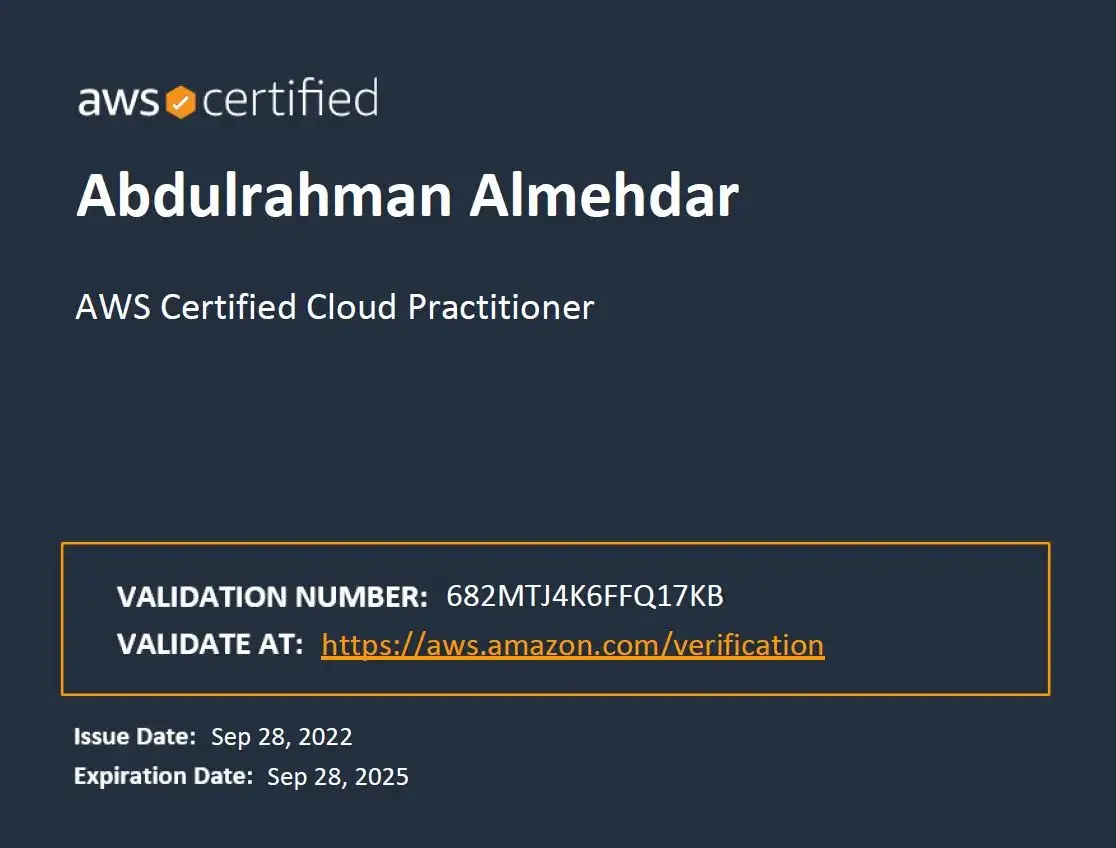 aws certified
Abdulrahman Almehdar
AWS Certified Cloud Practitioner
VALIDATION NUMBER: 682MTJ4K6FFQ17KB
VALIDATE AT: https://aws.amazon.com/verification
Issue Date: Sep 28, 2022
Expiration Date: Sep 28, 2025